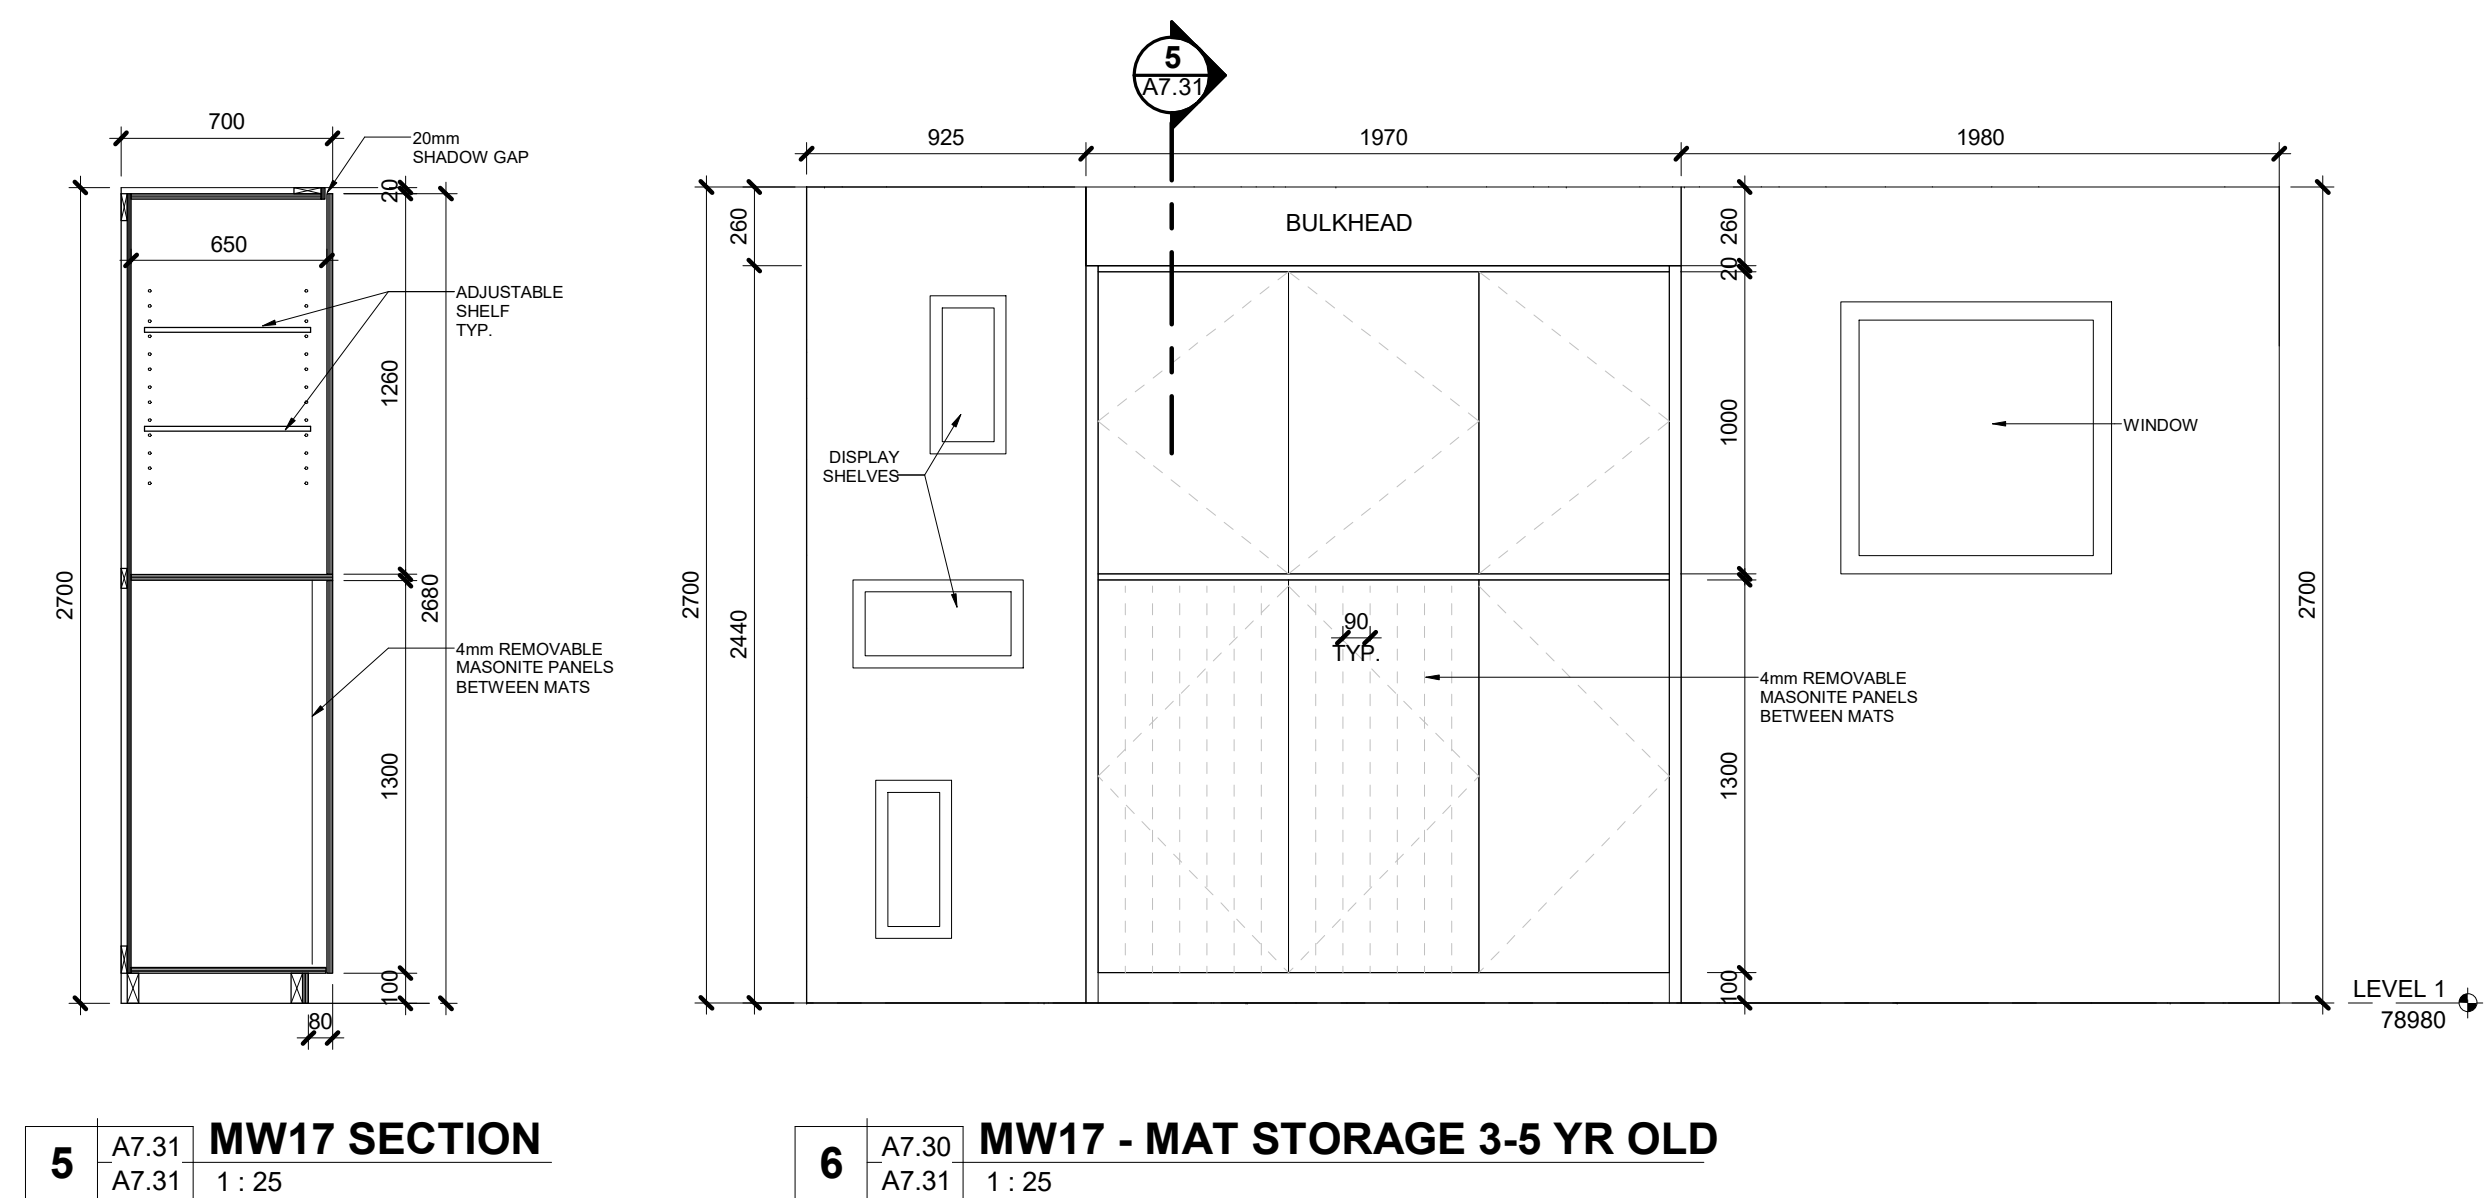 5
A7.31
700
20mm
SHADOW GAP
20
650
ADJUSTABLE
SHELF
TYP.
1260
2700
2680
4mm REMOVABLE
MASONITE PANELS
BETWEEN MATS
1300
100
80
925
1970
1980
260
BULKHEAD
260
20
1000
WINDOW
DISPLAY
SHELVES
2700
2440
90
TYP.
2700
4mm REMOVABLE
MASONITE PANELS
BETWEEN MATS
1300
100
LEVEL 1
78980
5
A7.31
A7.31
MW17 SECTION
1 : 25
6
A7.30
A7.31
MW17 - MAT STORAGE 3-5 YR OLD
1 : 25